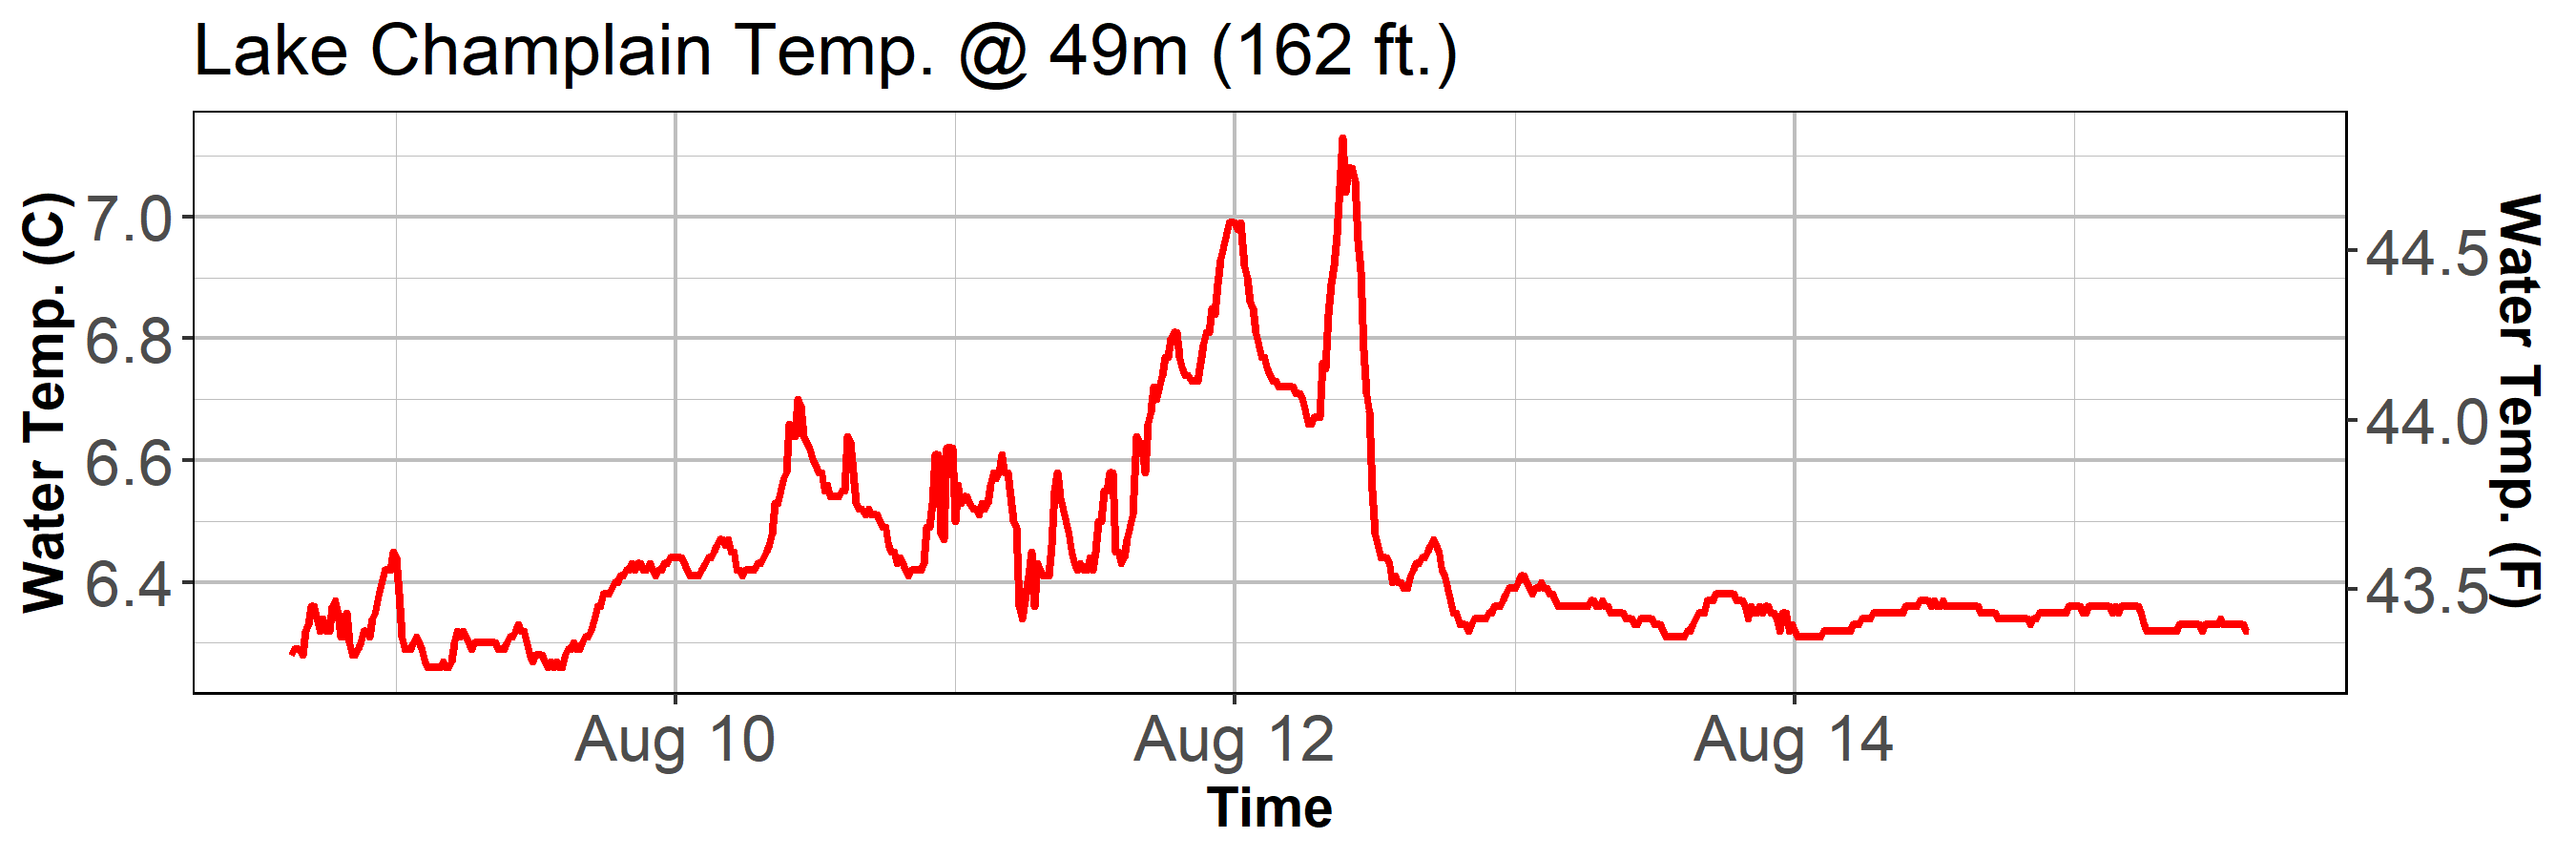 Lake Champlain Temp. @ 49m (162 ft.)
Water Temp. (C)
7.0
6.8
6.6
6.4
44.5
44.0
43.5
Water Temp. (F)
Aug 10 Aug 12 Aug 14
Time